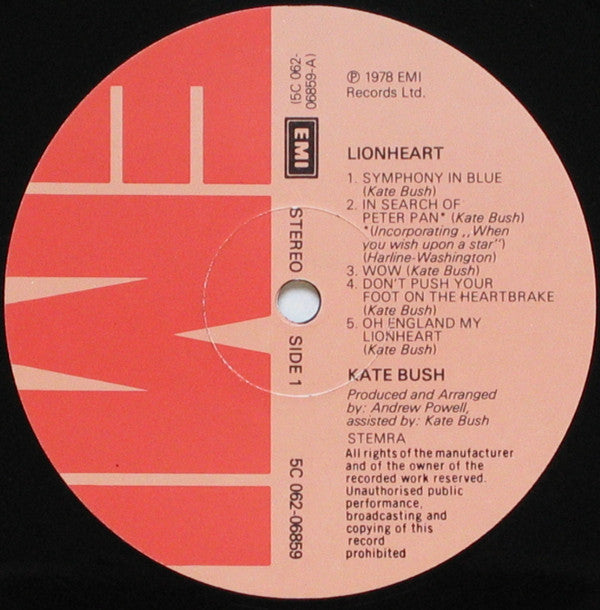 EMI
(5C 062-
06859-A)
EMI
STEREO
SIDE 1
5C 062-06859
℗ 1978 EMI
Records Ltd.
LIONHEART
1. SYMPHONY IN BLUE
(Kate Bush)
2. IN SEARCH OF
PETER PAN* (Kate Bush)
*(Incorporating ,,When
you wish upon a star")
(Harline-Washington)
3. WOW (Kate Bush)
4. DON'T PUSH YOUR
FOOT ON THE HEARTBRAKE
(Kate Bush)
5. OH ENGLAND MY
LIONHEART
(Kate Bush)
KATE BUSH
Produced and Arranged
by: Andrew Powell,
assisted by: Kate Bush
STEMRA
All rights of the manufacturer
and of the owner of the
recorded work reserved.
Unauthorised public
performance,
broadcasting and
copying of this
record
prohibited